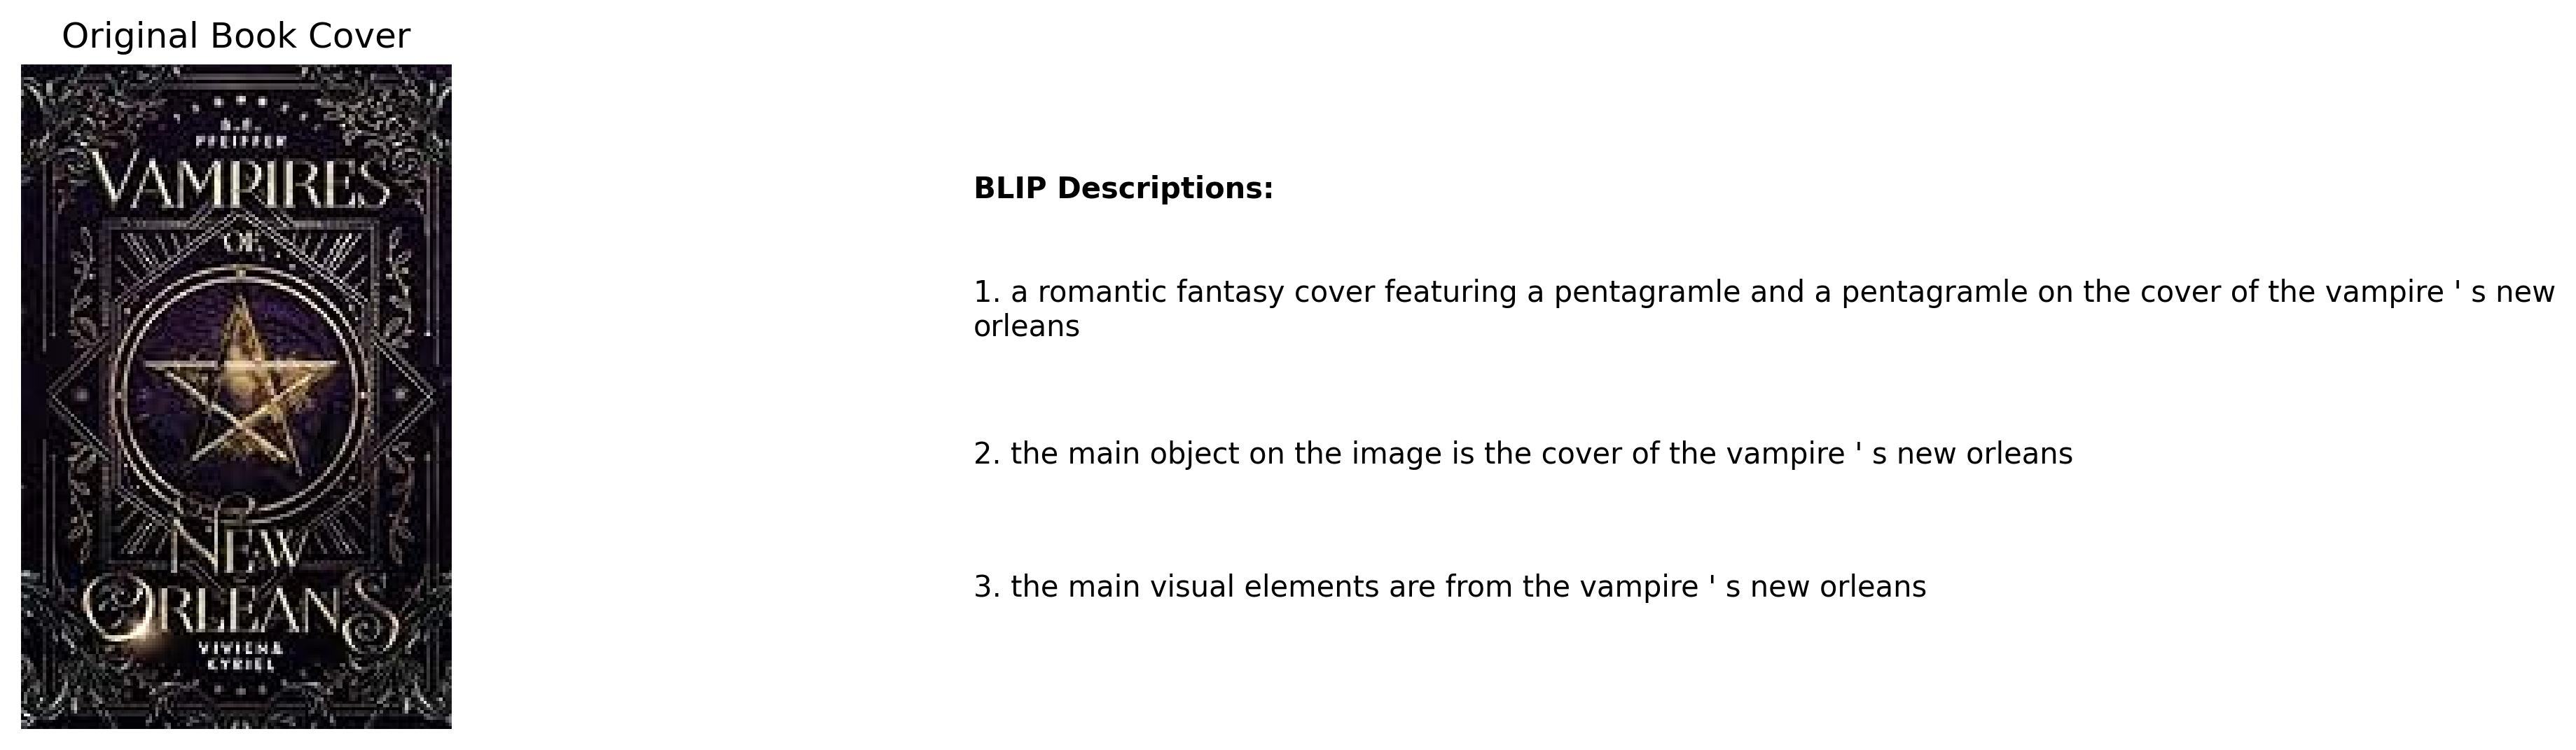 Original Book Cover
PFEIFFER
VAMPIRES
OF
NEW
ORLEANS
CYRIEL
BLIP Descriptions:
1. a romantic fantasy cover featuring a pentagramle and a pentagramle on the cover of the vampire ' s new
orleans
2. the main object on the image is the cover of the vampire ' s new orleans
3. the main visual elements are from the vampire ' s new orleans